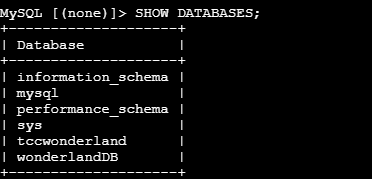 MySQL [(none)]> SHOW DATABASES;
+--------------------+
| Database           |
+--------------------+
| information_schema |
| mysql              |
| performance_schema |
| sys                |
| tccwonderland      |
| wonderlandDB       |
+--------------------+